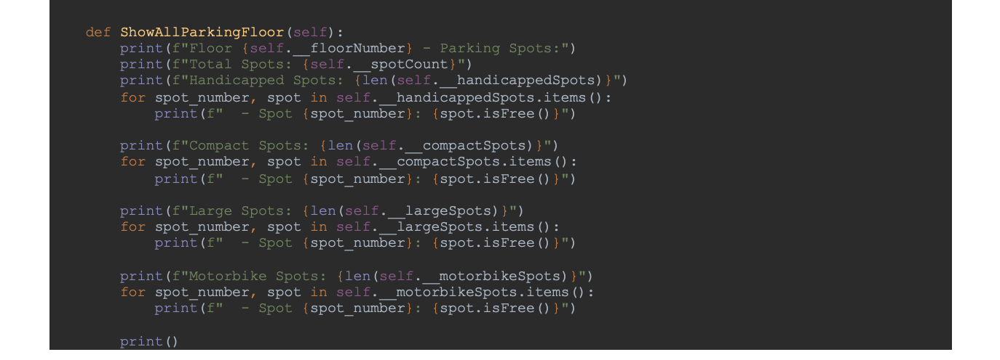 def ShowAllParkingFloor(self):
    print(f"Floor {self.__floorNumber} - Parking Spots:")
    print(f"Total Spots: {self.__spotCount}")
    print(f"Handicapped Spots: {len(self.__handicappedSpots)}")
    for spot_number, spot in self.__handicappedSpots.items():
        print(f"  - Spot {spot_number}: {spot.isFree()}")

    print(f"Compact Spots: {len(self.__compactSpots)}")
    for spot_number, spot in self.__compactSpots.items():
        print(f"  - Spot {spot_number}: {spot.isFree()}")

    print(f"Large Spots: {len(self.__largeSpots)}")
    for spot_number, spot in self.__largeSpots.items():
        print(f"  - Spot {spot_number}: {spot.isFree()}")

    print(f"Motorbike Spots: {len(self.__motorbikeSpots)}")
    for spot_number, spot in self.__motorbikeSpots.items():
        print(f"  - Spot {spot_number}: {spot.isFree()}")

    print()